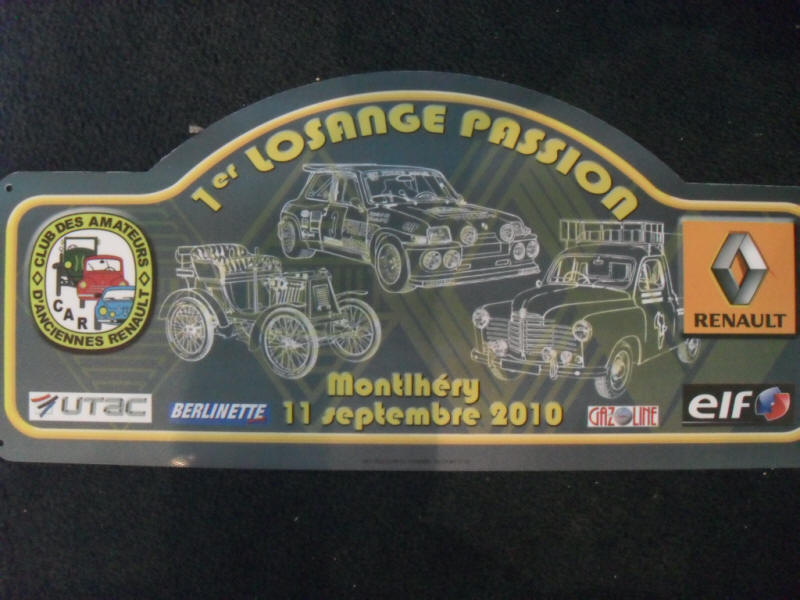 1er LOSANGE PASSION
CLUB DES AMATEURS
CAR
D'ANCIENNES RENAULT
RENAULT
Montlhéry
11 septembre 2010
UTAC
BERLINETTE
GAZOLINE
elf